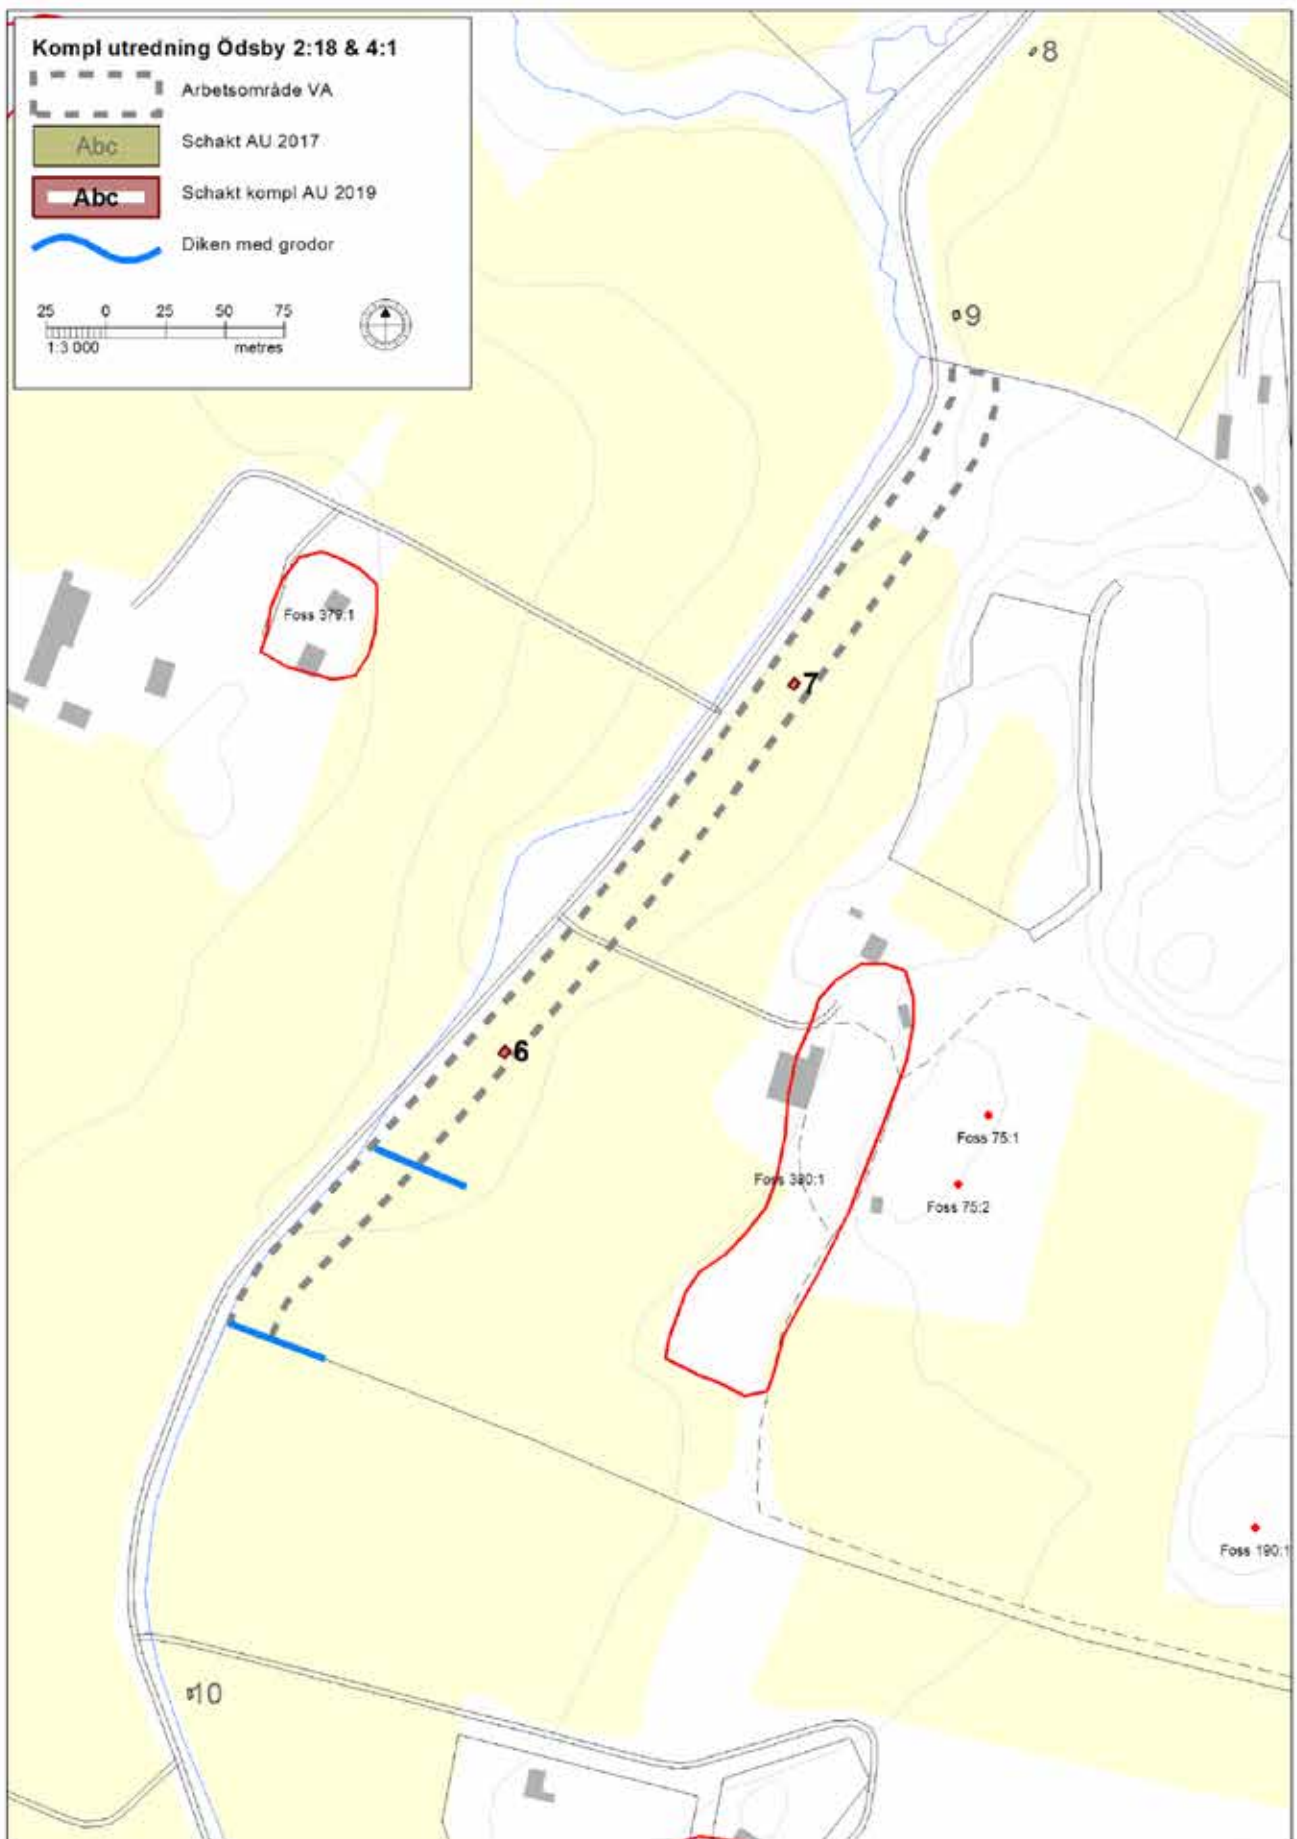 Kompl utredning Ödsby 2:18 & 4:1
Arbetsområde VA
Abc Schakt AU 2017
Abc Schakt kompl AU 2019
Diken med grodor
25 0 25 50 75
1:3 000 metres
8
9
Foss 379:1
7
6
Foss 75:1
Foss 380:1
Foss 75:2
Foss 190:1
10